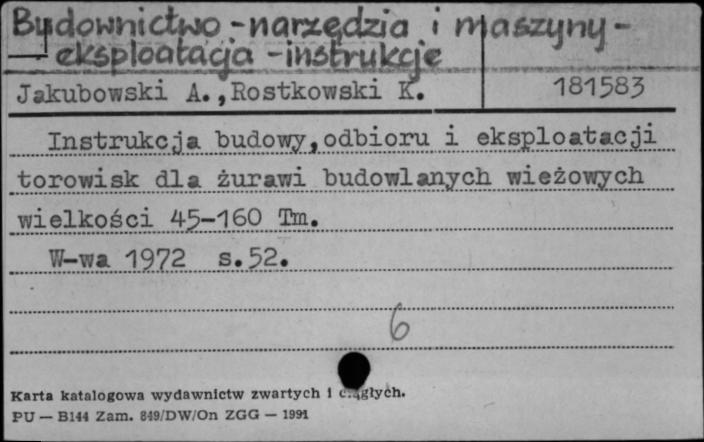 Budownictwo - narzędzia i maszyny -
- eksploatacja - instrukcje
Jakubowski A.,Rostkowski K. 181583
Instrukcja budowy,odbioru i eksploatacji
torowisk dla żurawi budowlanych wieżowych
wielkości 45-160 Tm.
W-wa 1972 s.52.
6
Karta katalogowa wydawnictw zwartych i ciągłych.
PU — B144 Zam. 849/DW/On ZGG — 1991